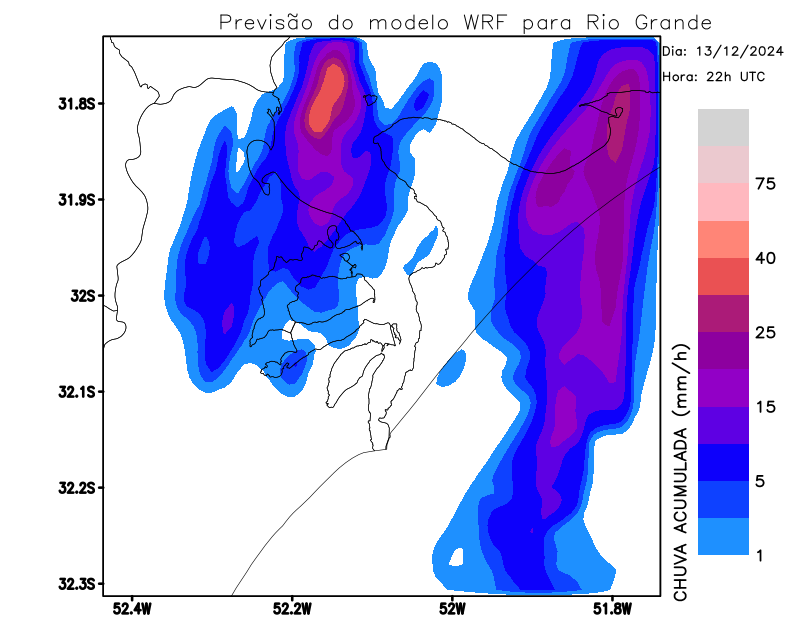 Previsão do modelo WRF para Rio Grande
Dia: 13/12/2024
Hora: 22h UTC
31.8S
31.9S
32S
32.1S
32.2S
32.3S
52.4W
52.2W
52W
51.8W
75
40
25
15
5
1
CHUVA ACUMULADA (mm/h)